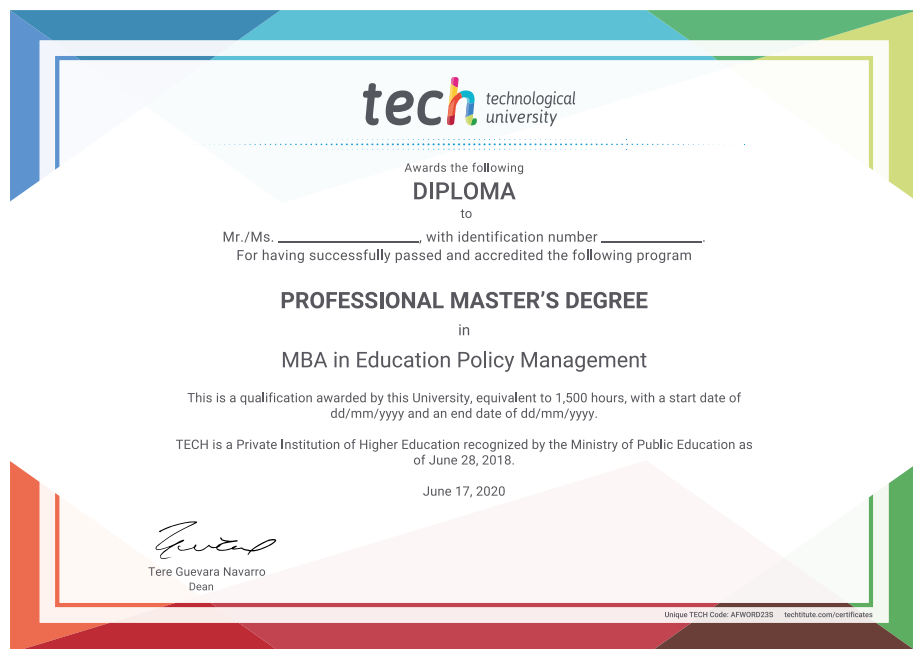 tech technological
university
Awards the following
DIPLOMA
to
Mr./Ms. ____________________, with identification number ______________.
For having successfully passed and accredited the following program
PROFESSIONAL MASTER'S DEGREE
in
MBA in Education Policy Management
This is a qualification awarded by this University, equivalent to 1,500 hours, with a start date of
dd/mm/yyyy and an end date of dd/mm/yyyy.
TECH is a Private Institution of Higher Education recognized by the Ministry of Public Education as
of June 28, 2018.
June 17, 2020
Tere Guevara Navarro
Dean
Unique TECH Code: AFWORD23S techtitute.com/certificates